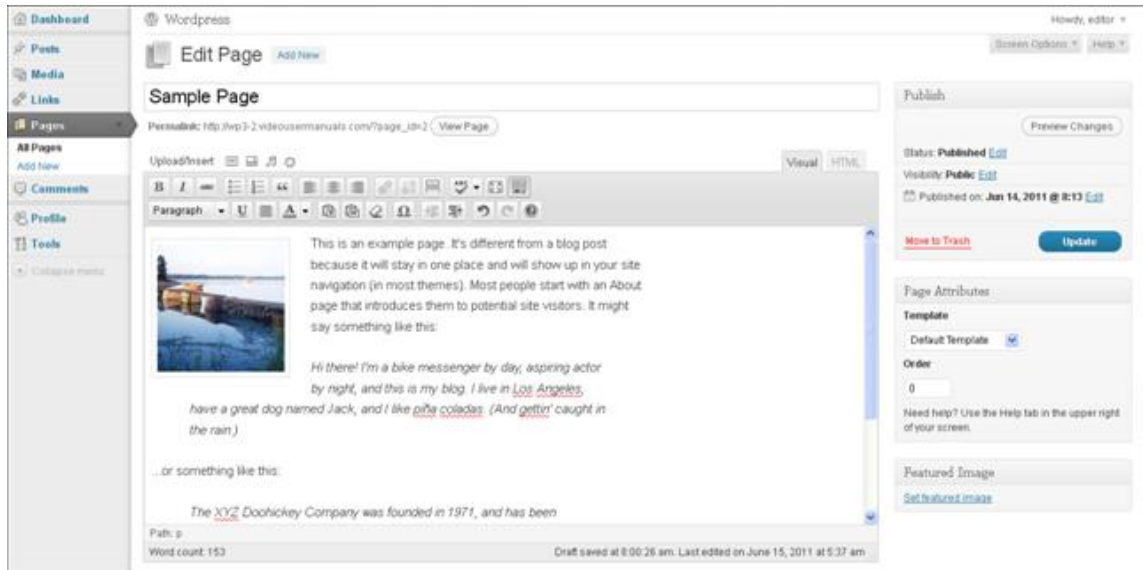 Dashboard
Posts
Media
Links
Pages
All Pages
Add New
Comments
Profile
Tools
Collapse menu
Wordpress
Howdy, editor
Screen Options
Help
Edit Page
Add New
Sample Page
Permalink: http://wp3-2.videousermanuals.com/?page_id=2
View Page
Upload/Insert
Visual
HTML
B I
Paragraph U A Ω
This is an example page. It's different from a blog post
because it will stay in one place and will show up in your site
navigation (in most themes). Most people start with an About
page that introduces them to potential site visitors. It might
say something like this:
Hi there! I'm a bike messenger by day, aspiring actor
by night, and this is my blog. I live in Los Angeles,
have a great dog named Jack, and I like piña coladas. (And gettin' caught in
the rain.)
...or something like this:
The XYZ Doohickey Company was founded in 1971, and has been
Path: p
Word count: 153
Draft saved at 8:00:26 am. Last edited on June 15, 2011 at 5:37 am
Publish
Preview Changes
Status: Published Edit
Visibility: Public Edit
Published on: Jun 14, 2011 @ 8:13 Edit
Move to Trash
Update
Page Attributes
Template
Default Template
Order
0
Need help? Use the Help tab in the upper right
of your screen.
Featured Image
Set featured image